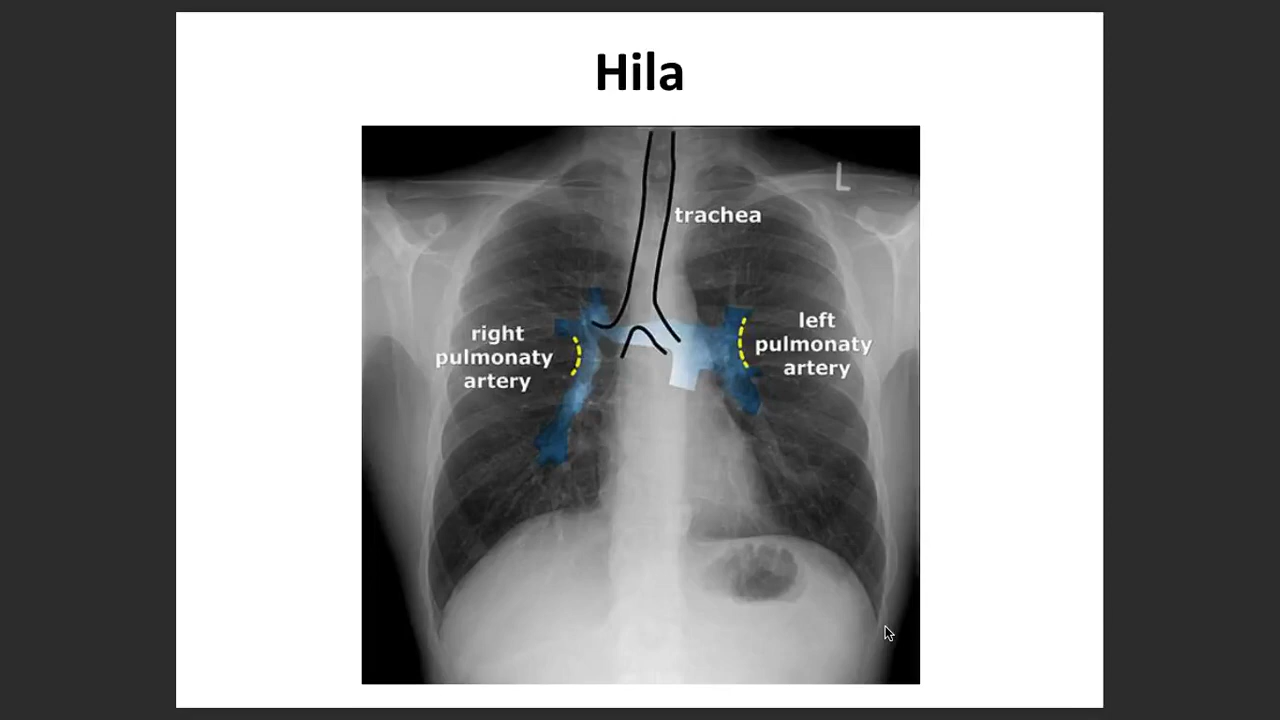 Hila
L
trachea
right
pulmonaty
artery
left
pulmonaty
artery